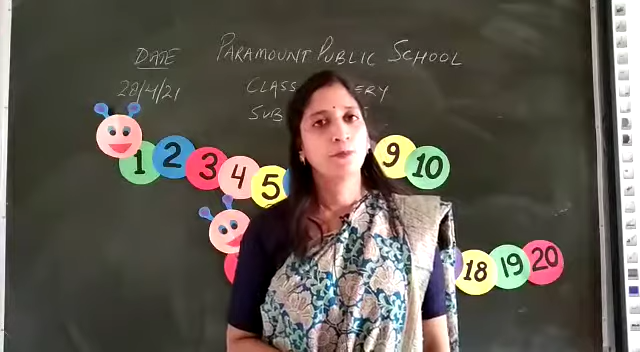 DATE PARAMOUNT PUBLIC SCHOOL
28/4/21 CLASS
SUB
1 2 3 4 5 9 10
18 19 20